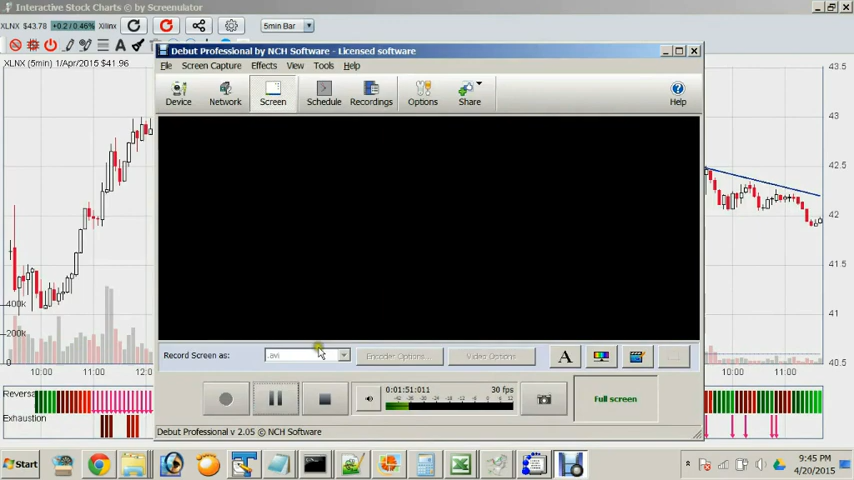 Interactive Stock Charts © by Screenulator
XLNX $43.78 +0.2 / 0.46% Xilinx
5min Bar
XLNX (5min) 1/Apr/2015 $41.96
Debut Professional by NCH Software - Licensed software
File Screen Capture Effects View Tools Help
Device Network Screen Schedule Recordings Options Share Help
43.5
43
42.5
42
41.5
41
400k
200k
10:00 11:00 12:0
10:00 11:00
Record Screen as: .avi Encoder Options... Video Options A
0:01:51:011 30 fps
Full screen
Reversa
Exhaustion
Debut Professional v 2.05 © NCH Software
Start
9:45 PM
4/20/2015